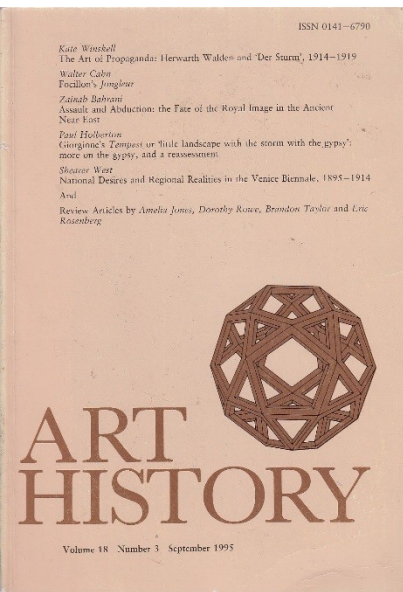 ISSN 0141–6790
Kate Winskell
The Art of Propaganda: Herwarth Walden and 'Der Sturm', 1914–1919
Walter Cahn
Focillon's Jongleur
Zainab Bahrani
Assault and Abduction: the Fate of the Royal Image in the Ancient
Near East
Paul Holberton
Giorgione's Tempest or 'little landscape with the storm with the gypsy':
more on the gypsy, and a reassessment
Shearer West
National Desires and Regional Realities in the Venice Biennale, 1895–1914
And
Review Articles by Amelia Jones, Dorothy Rowe, Brandon Taylor and Eric
Rosenberg
ART
HISTORY
Volume 18 Number 3 September 1995